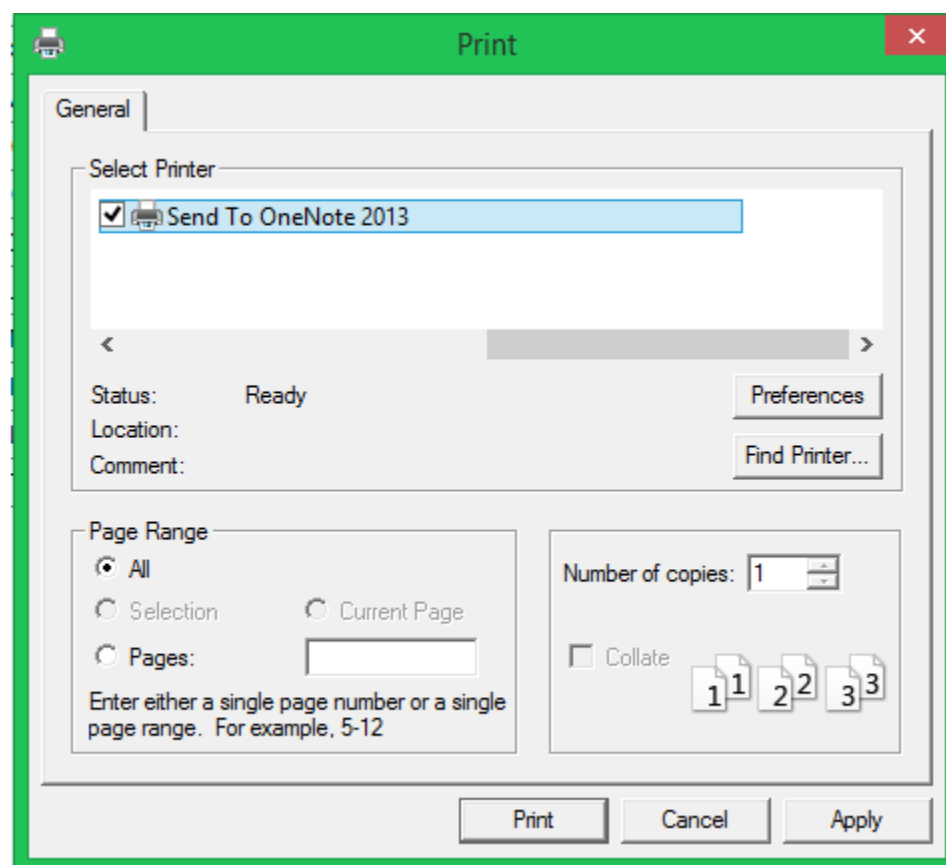 Print
General
Select Printer
Send To OneNote 2013
Status: Ready
Location:
Comment:
Preferences
Find Printer...
Page Range
All
Selection
Current Page
Pages:
Enter either a single page number or a single
page range. For example, 5-12
Number of copies: 1
Collate
1 1 2 2 3 3
Print
Cancel
Apply